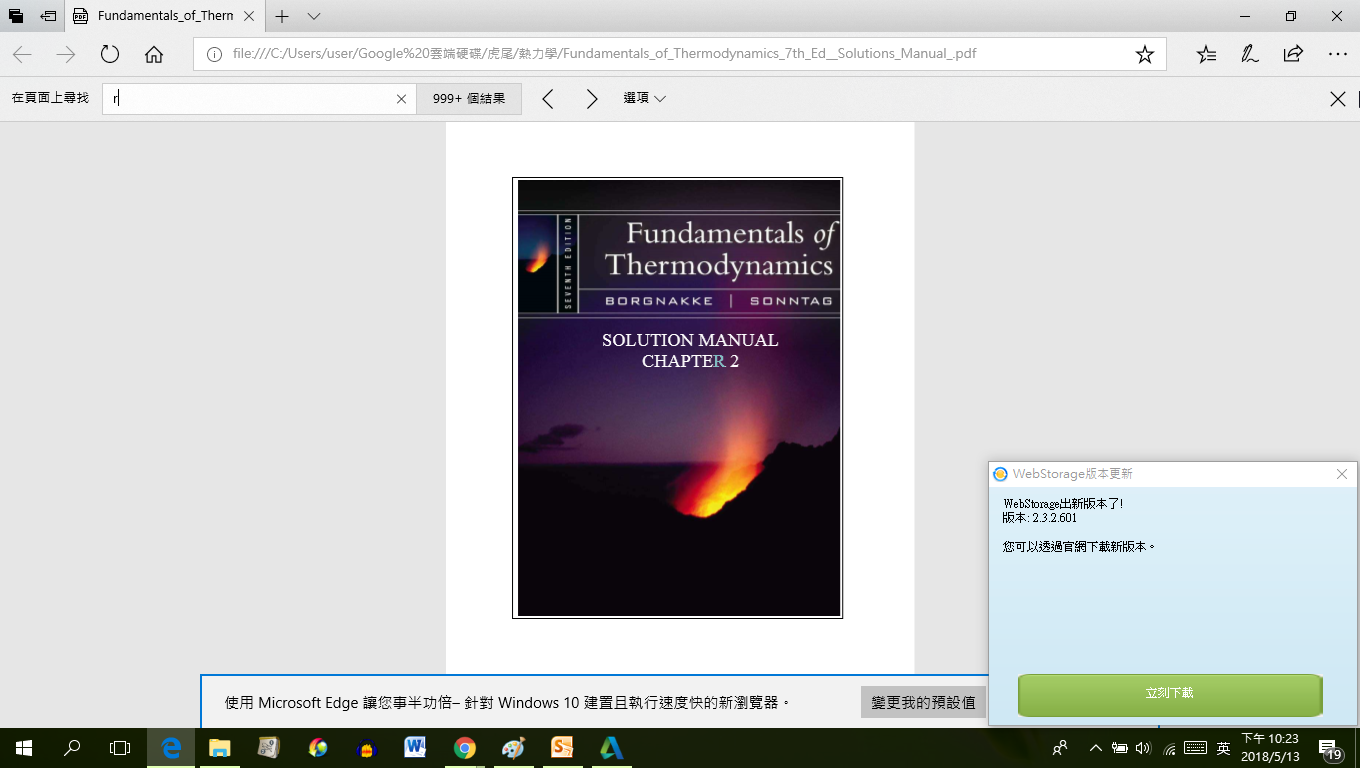 Fundamentals_of_Therm
file:///C:/Users/user/Google%20雲端硬碟/虎尾/熱力學/Fundamentals_of_Thermodynamics_7th_Ed__Solutions_Manual_.pdf
在頁面上尋找
r
999+ 個結果
選項
SEVENTH EDITION
Fundamentals of
Thermodynamics
BORGNAKKE | SONNTAG
SOLUTION MANUAL
CHAPTER 2
WebStorage版本更新
WebStorage出新版本了!
版本: 2.3.2.601
您可以透過官網下載新版本。
立刻下載
使用 Microsoft Edge 讓您事半功倍– 針對 Windows 10 建置且執行速度快的新瀏覽器。
變更我的預設值
英
下午 10:23
2018/5/13
19